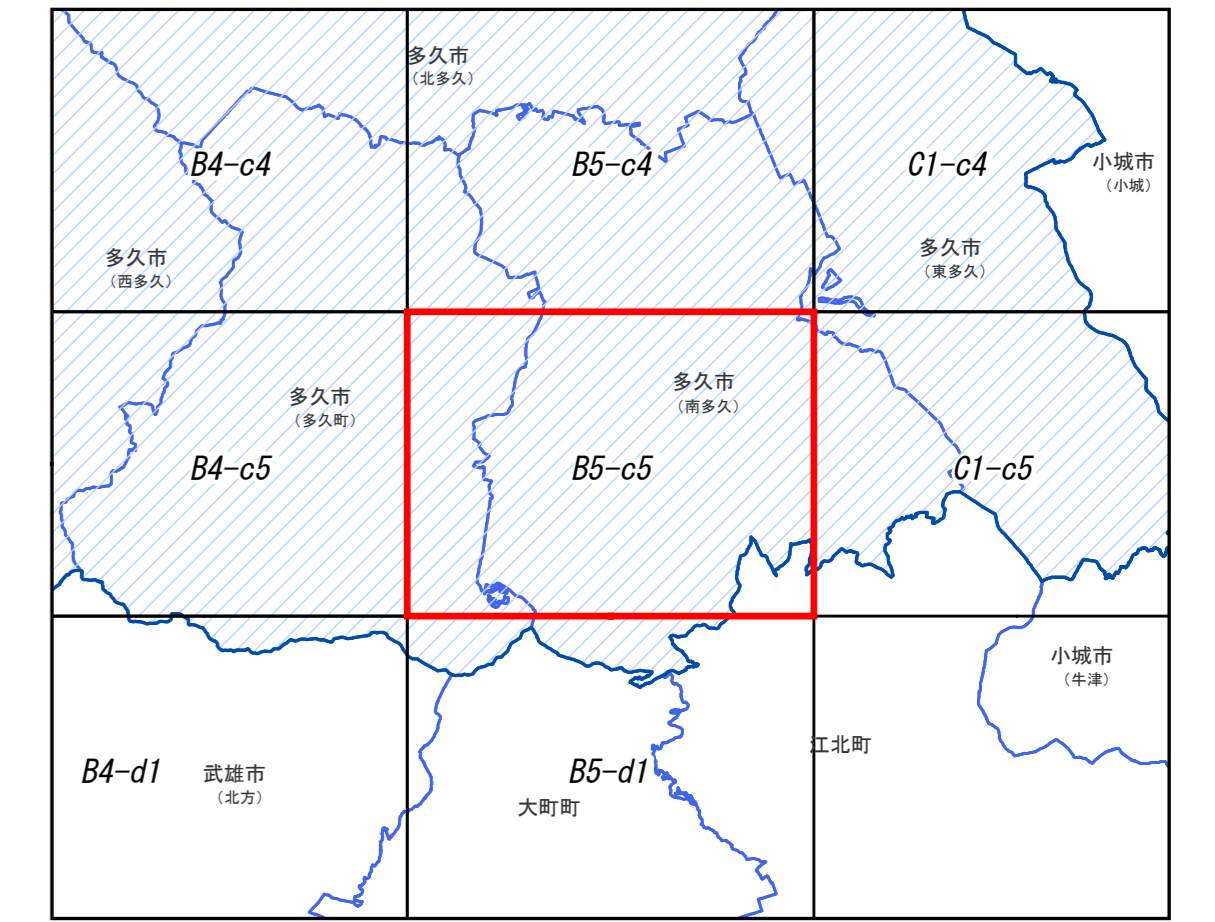 多久市
（北多久）
B4-c4
B5-c4
C1-c4
小城市
（小城）
多久市
（西多久）
多久市
（東多久）
多久市
（多久町）
多久市
（南多久）
B4-c5
B5-c5
C1-c5
小城市
（牛津）
江北町
B4-d1
武雄市
（北方）
B5-d1
大町町